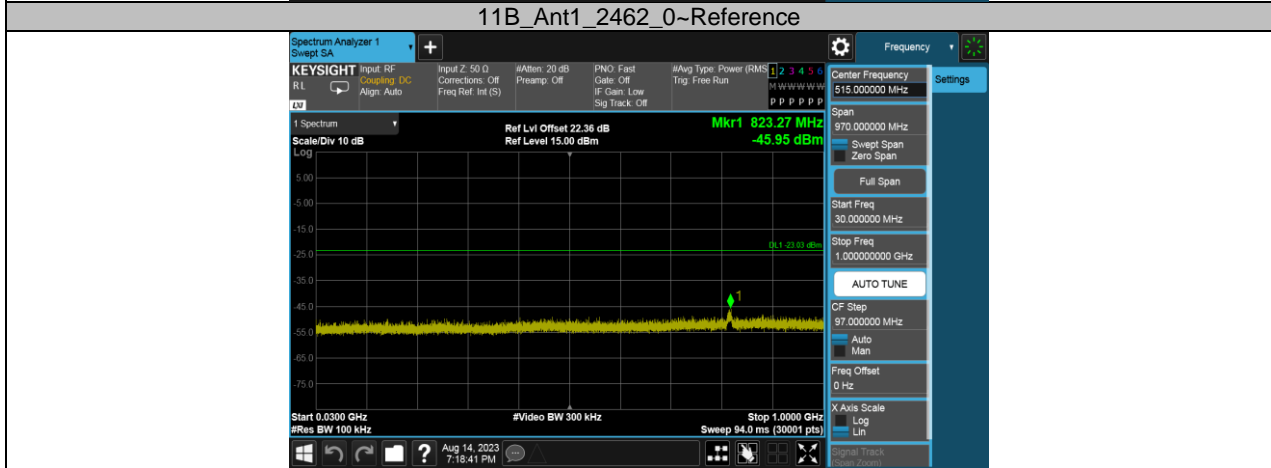 11B_Ant1_2462_0~Reference
Spectrum Analyzer 1
Swept SA
Frequency
KEYSIGHT
RL
LXI
Input: RF
Coupling: DC
Align: Auto
Input Z: 50 Ω
Corrections: Off
Freq Ref: Int (S)
#Atten: 20 dB
Preamp: Off
PNO: Fast
Gate: Off
IF Gain: Low
Sig Track: Off
#Avg Type: Power (RMS
Trig: Free Run
1 2 3 4 5 6
M W W W W W
P P P P P P
Center Frequency
515.000000 MHz
Settings
Span
970.000000 MHz
Swept Span
Zero Span
Full Span
Start Freq
30.000000 MHz
Stop Freq
1.000000000 GHz
AUTO TUNE
CF Step
97.000000 MHz
Auto
Man
Freq Offset
0 Hz
X Axis Scale
Log
Lin
Signal Track
(Span Zoom)
1 Spectrum
Scale/Div 10 dB
Ref Lvl Offset 22.36 dB
Ref Level 15.00 dBm
Mkr1 823.27 MHz
-45.95 dBm
Log
5.00
-5.00
-15.0
DL1 -23.03 dBm
-25.0
-35.0
1
-45.0
-55.0
-65.0
-75.0
Start 0.0300 GHz
#Res BW 100 kHz
#Video BW 300 kHz
Stop 1.0000 GHz
Sweep 94.0 ms (30001 pts)
?
Aug 14, 2023
7:18:41 PM